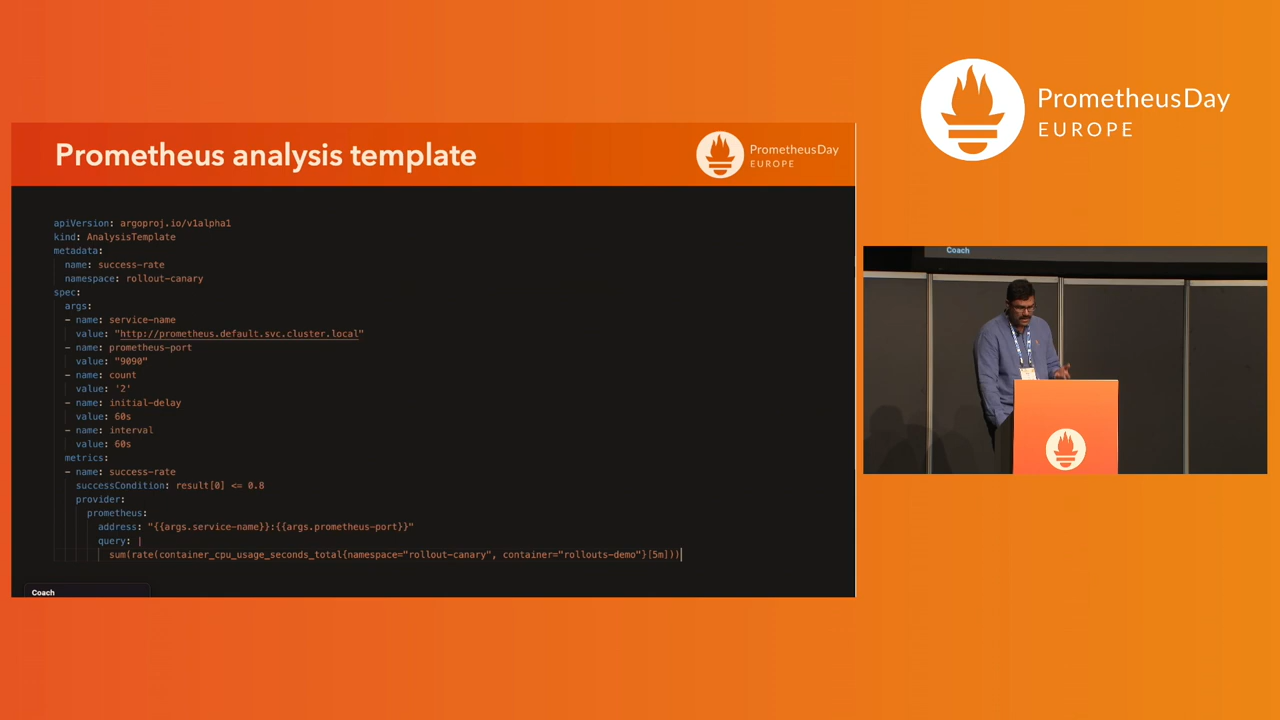 PrometheusDay
EUROPE
Prometheus analysis template
PrometheusDay
EUROPE
apiVersion: argoproj.io/v1alpha1
kind: AnalysisTemplate
metadata:
  name: success-rate
  namespace: rollout-canary
spec:
  args:
  - name: service-name
    value: "http://prometheus.default.svc.cluster.local"
  - name: prometheus-port
    value: "9090"
  - name: count
    value: '2'
  - name: initial-delay
    value: 60s
  - name: interval
    value: 60s
  metrics:
  - name: success-rate
    successCondition: result[0] <= 0.8
    provider:
      prometheus:
        address: "{{args.service-name}}:{{args.prometheus-port}}"
        query: |
          sum(rate(container_cpu_usage_seconds_total{namespace="rollout-canary", container="rollouts-demo"}[5m]))
Coach
Coach